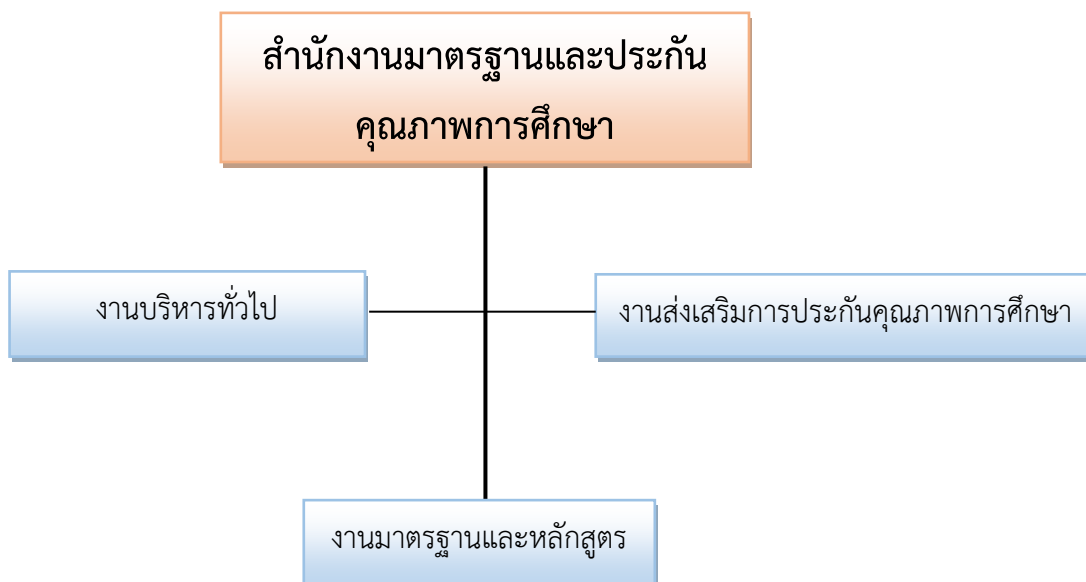 สำนักงานมาตรฐานและประกัน
คุณภาพการศึกษา
งานบริหารทั่วไป
งานส่งเสริมการประกันคุณภาพการศึกษา
งานมาตรฐานและหลักสูตร